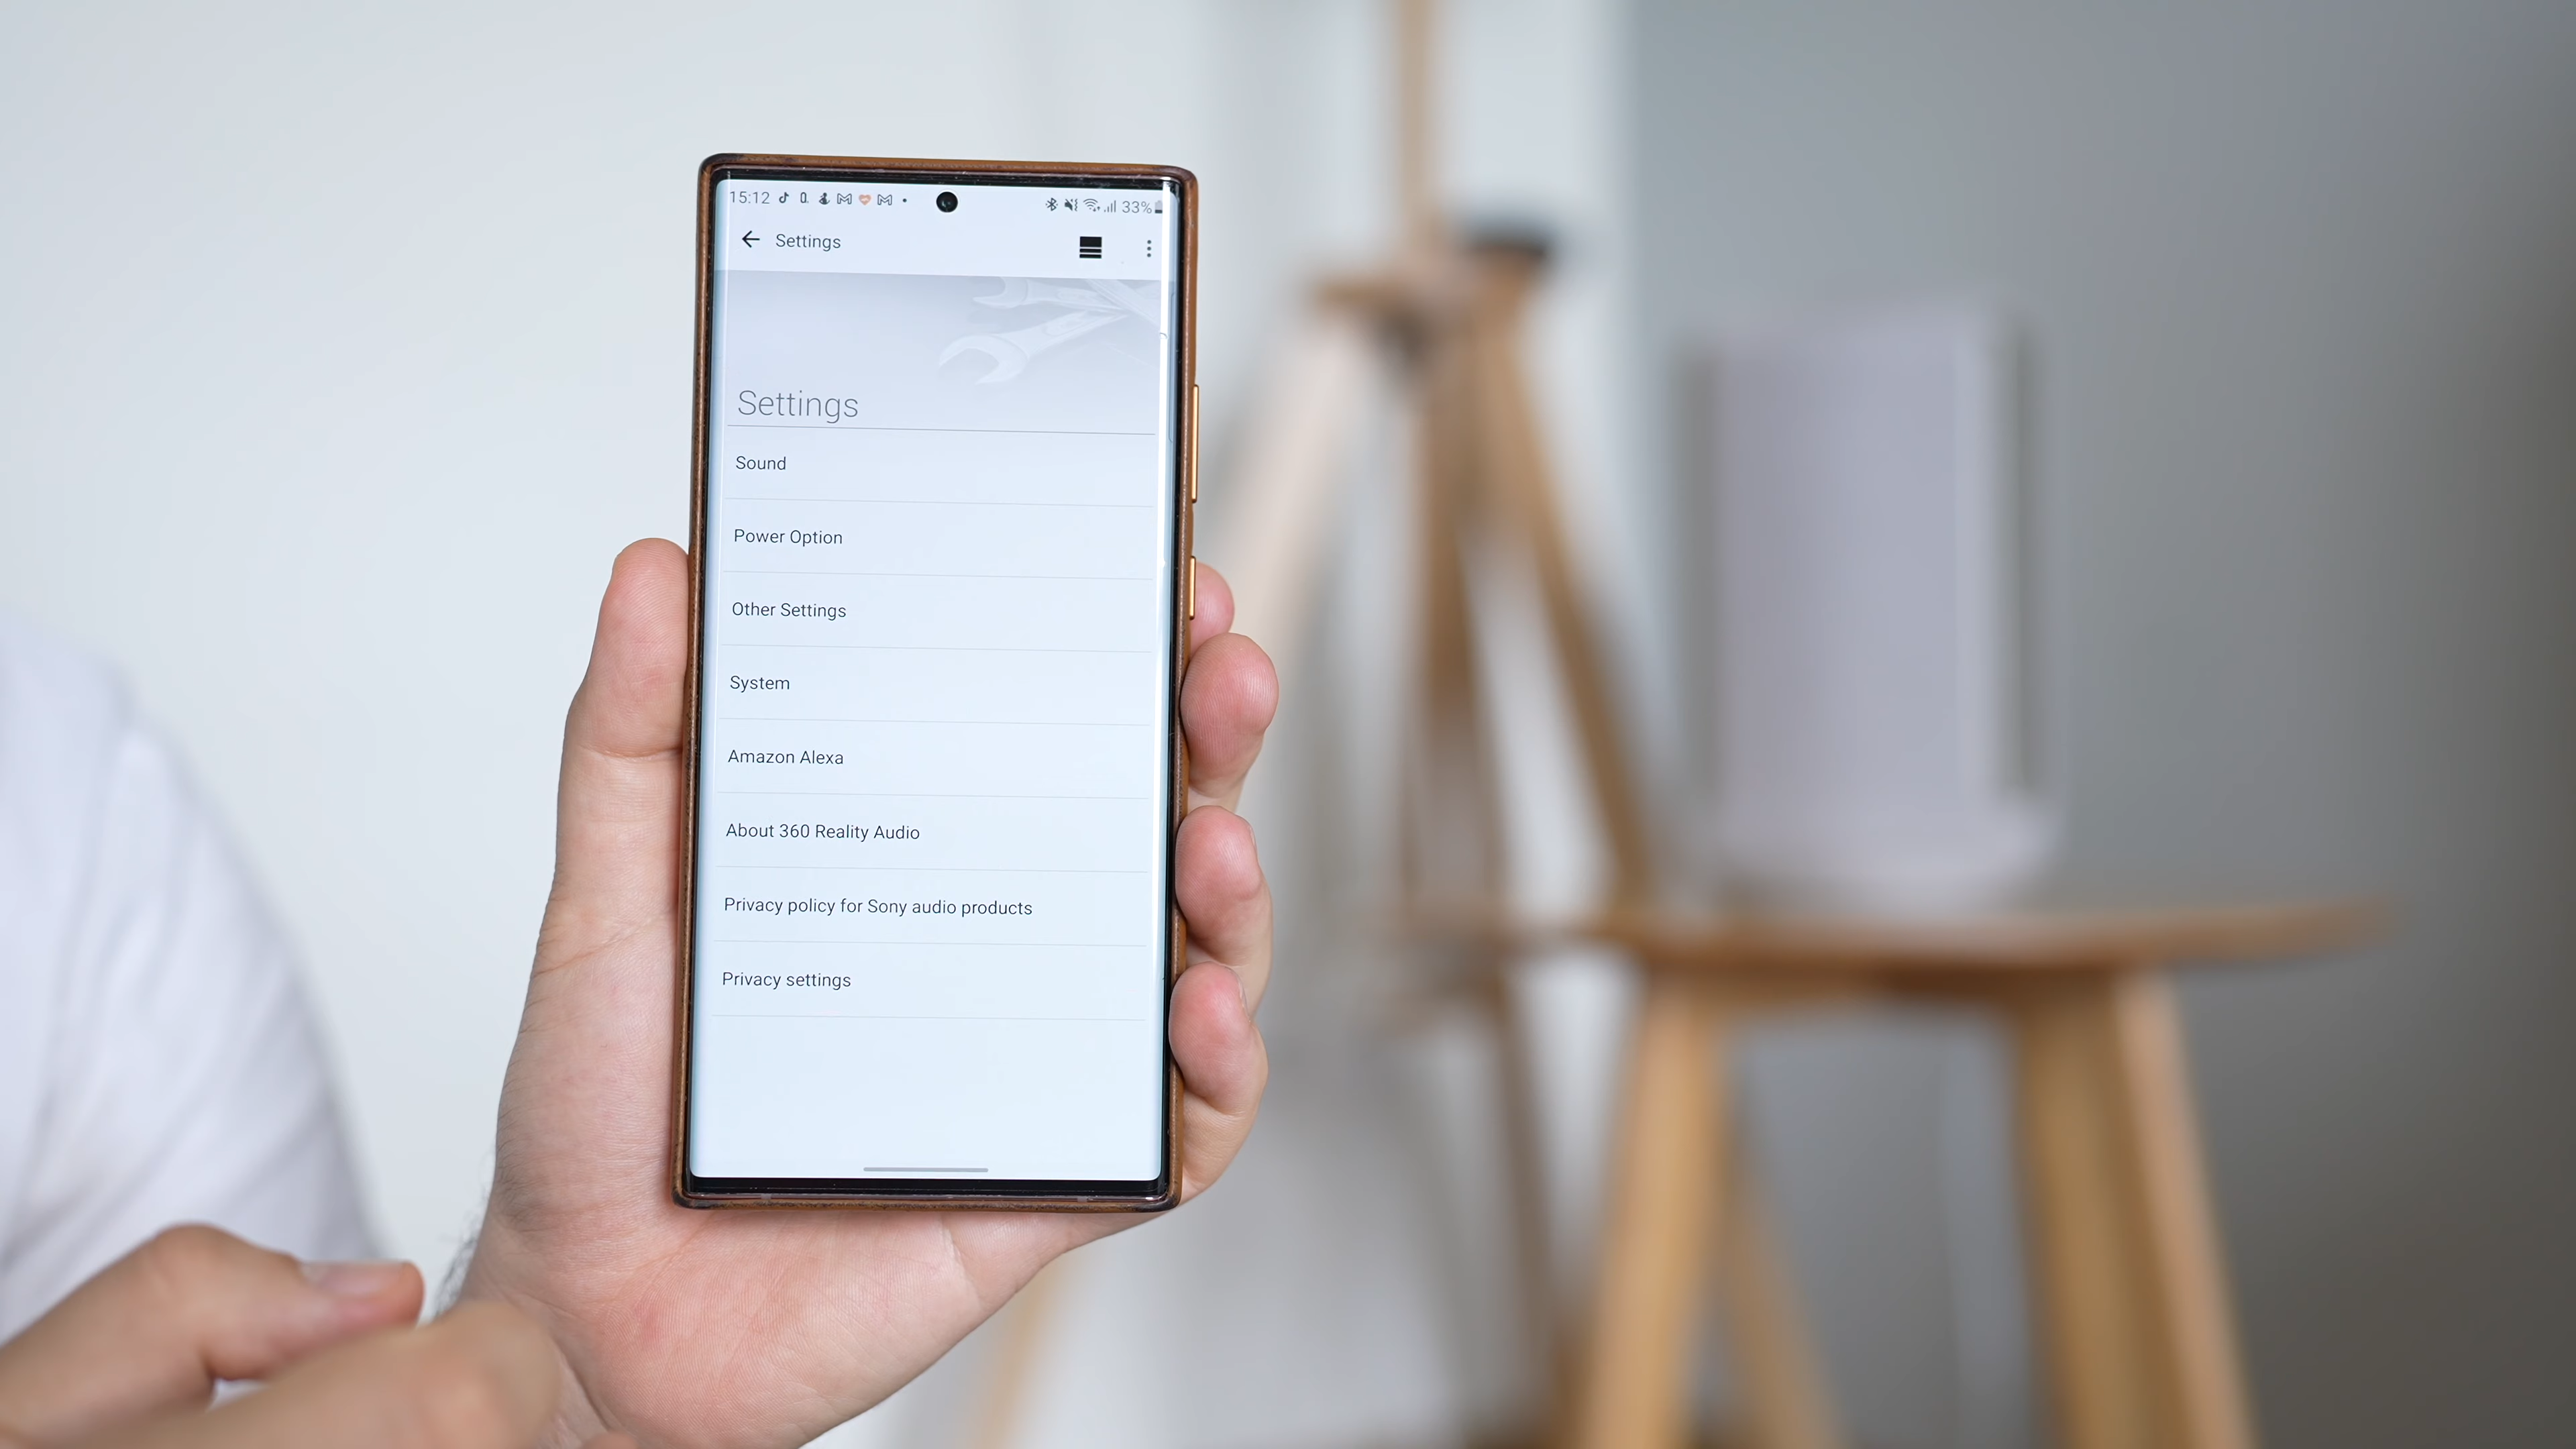 15:12 33%
Settings
Settings
Sound
Power Option
Other Settings
System
Amazon Alexa
About 360 Reality Audio
Privacy policy for Sony audio products
Privacy settings